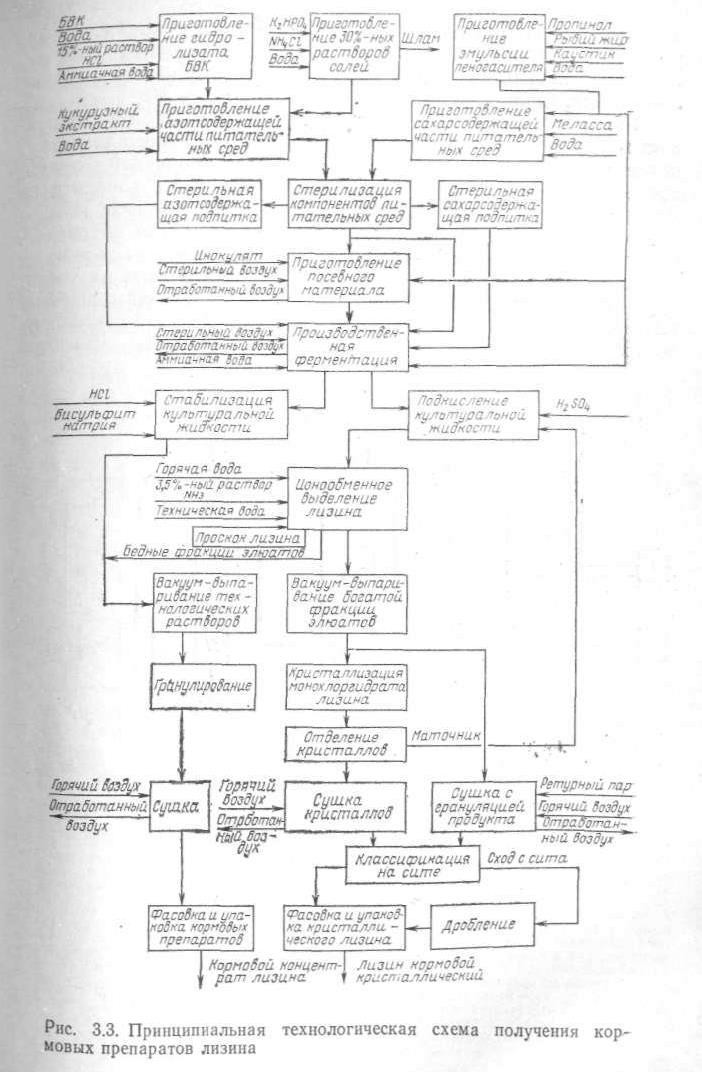 БВК
Вода
15%-ный раствор
HCl
Аммиачная вода
Приготовле-
ние гидро-
лизата
БВК
K₂HPO₄
NH₄Cl
Вода
Приготовле-
ние 30%-ных
растворов
солей
Шлам
Приготов-
ление
эмульсии
пеногасителя
Пропинол
Рыбий жир
Каустик
Вода
Кукурузный
экстракт
Вода
Приготовление
азотсодержащей
части питатель-
ных сред
Приготовление
сахарсодержащей
части питатель-
ных сред
Меласса
Вода
Стерильная
азотсодержа-
щая подпитка
Стерилизация
компонентов пи-
тательных сред
Стерильная
сахарсодержа-
щая подпитка
Инокулят
Стерильный воздух
Отработанный воздух
Приготовление
посевного
материала
Стерильный воздух
Отработанный воздух
Аммиачная вода
Производствен-
ная
ферментация
HCl
бисульфит
натрия
Стабилизация
культуральной
жидкости
Подкисление
культуральной
жидкости
H₂SO₄
Горячая вода
3,5%-ный раствор
NH3
Техническая вода
Проскок лизина
Бедные фракции элюатов
Ионообменное
выделение
лизина
Вакуум-выпа-
ривание тех-
нологических
растворов
Вакуум-выпари-
вание богатой
фракции
элюатов
Гранулирование
Кристаллизация
монохлоргидрата
лизина
Отделение
кристаллов
Маточник
Горячий воздух
Отработанный
воздух
Сушка
Горячий
воздух
Отработан-
ный воз-
дух
Сушка
кристаллов
Сушка с
грануляцией
продукта
Ретурный пар
Горячий воздух
Отработан-
ный воздух
Классификация
на сите
Сход с сита
Фасовка и упа-
ковка кормовых
препаратов
Фасовка и упаков-
ка кристалли-
ческого лизина
Дробление
Кормовой концент-
рат лизина
Лизин кормовой
кристаллический
Рис. 3.3. Принципиальная технологическая схема получения кор-
мовых препаратов лизина